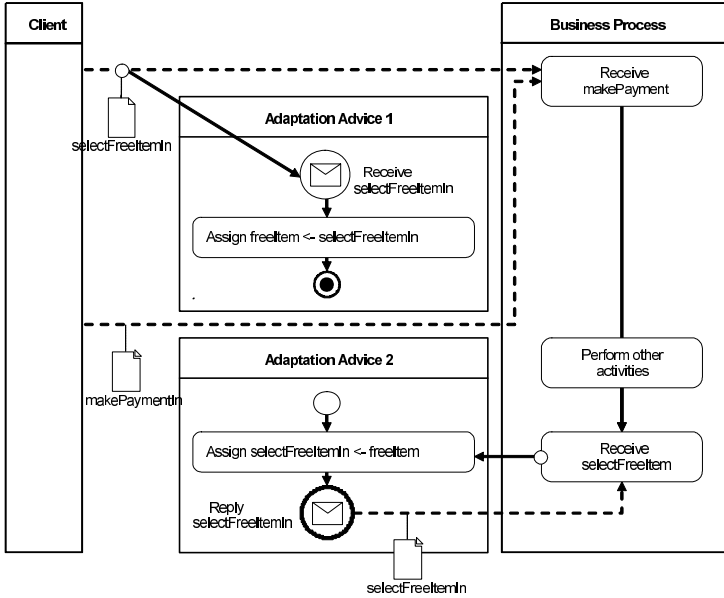 Client
Business Process
Receive
makePayment
selectFreeItemIn
Adaptation Advice 1
Receive
selectFreeItemIn
Assign freeItem <- selectFreeItemIn
.
makePaymentIn
Adaptation Advice 2
Perform other
activities
Assign selectFreeItemIn <- freeItem
Receive
selectFreeItem
Reply
selectFreeItemIn
selectFreeItemIn